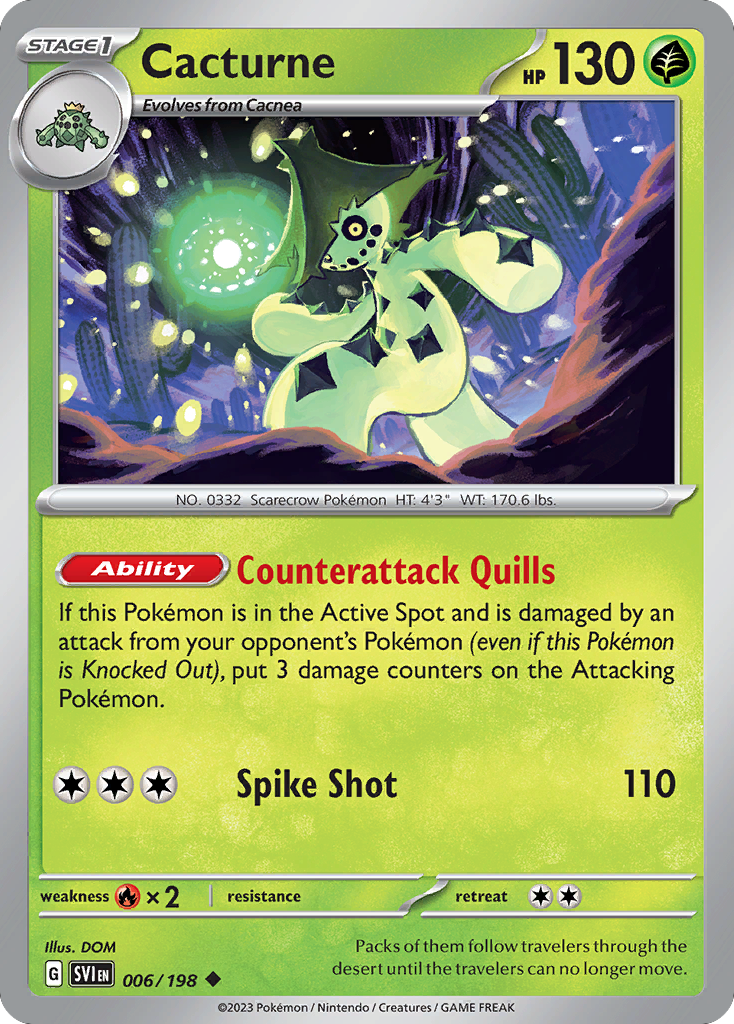 STAGE1
Cacturne
HP 130
Evolves from Cacnea
NO. 0332 Scarecrow Pokémon HT: 4'3" WT: 170.6 lbs.
Ability Counterattack Quills
If this Pokémon is in the Active Spot and is damaged by an
attack from your opponent's Pokémon (even if this Pokémon
is Knocked Out), put 3 damage counters on the Attacking
Pokémon.
Spike Shot 110
weakness ×2 resistance retreat
Illus. DOM
Packs of them follow travelers through the
desert until the travelers can no longer move.
G SVI EN 006/198
©2023 Pokémon / Nintendo / Creatures / GAME FREAK